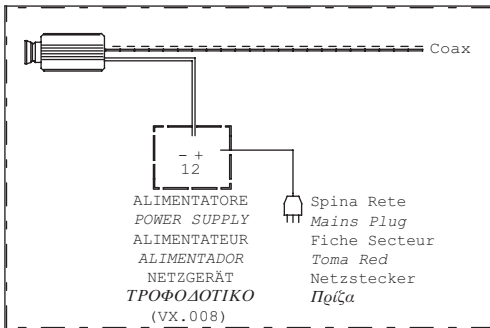 Coax
- +
12
ALIMENTATORE
POWER SUPPLY
ALIMENTATEUR
ALIMENTADOR
NETZGERÄT
ΤΡΟΦΟΔΟΤΙΚΟ
(VX.008)
Spina Rete
Mains Plug
Fiche Secteur
Toma Red
Netzstecker
Πρίζα